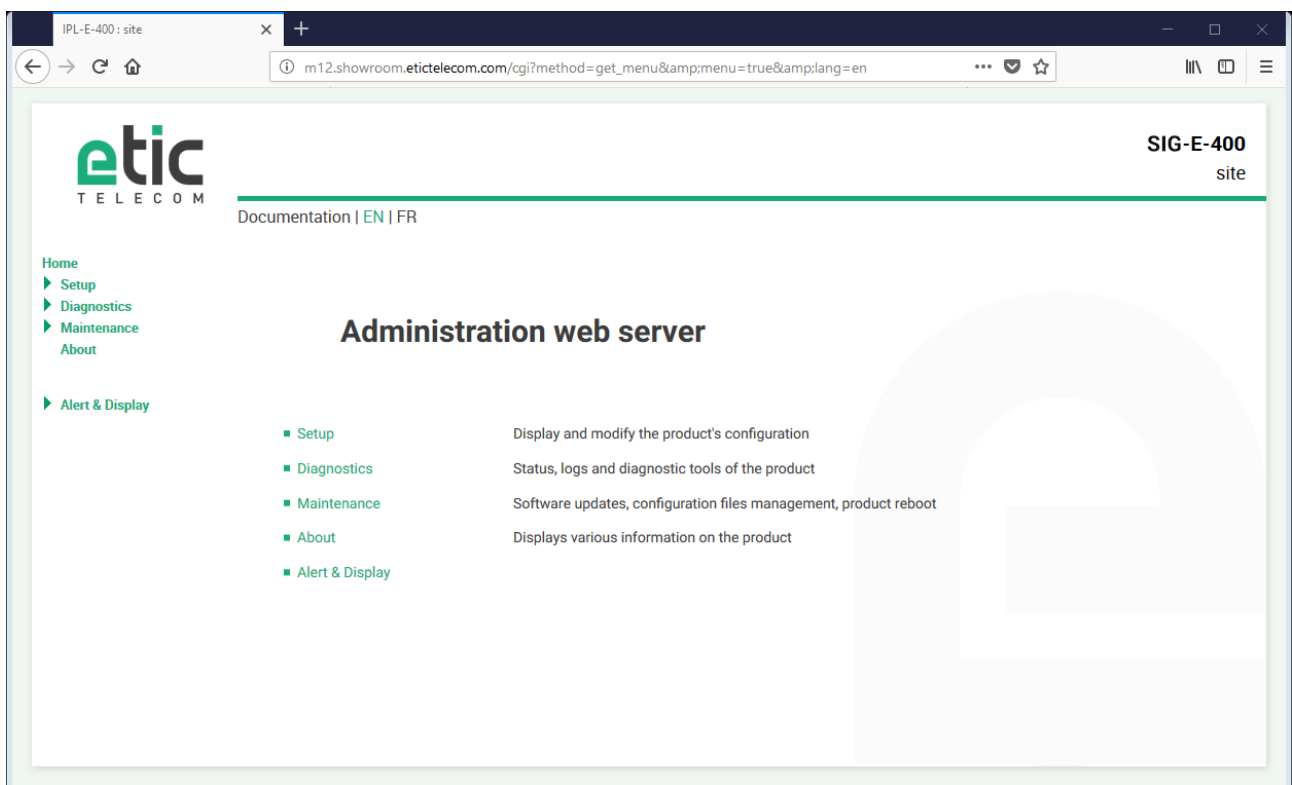 IPL-E-400 : site
m12.showroom.etictelecom.com/cgi?method=get_menu&amp;menu=true&amp;lang=en
etic
TELECOM
SIG-E-400
site
Documentation | EN | FR
Home
Setup
Diagnostics
Maintenance
About
Alert & Display
Administration web server
Setup Display and modify the product's configuration
Diagnostics Status, logs and diagnostic tools of the product
Maintenance Software updates, configuration files management, product reboot
About Displays various information on the product
Alert & Display